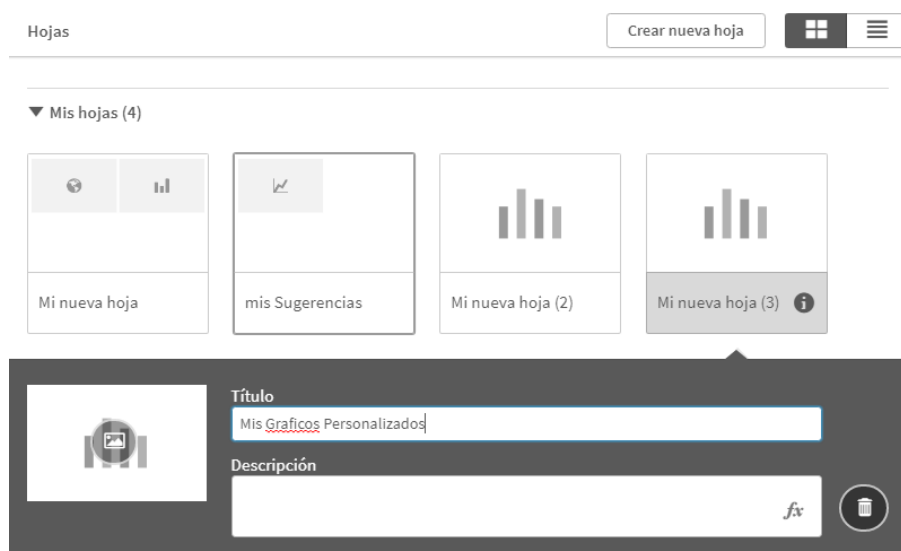 Hojas
Crear nueva hoja
Mis hojas (4)
Mi nueva hoja
mis Sugerencias
Mi nueva hoja (2)
Mi nueva hoja (3)
Título
Mis Graficos Personalizados
Descripción
fx